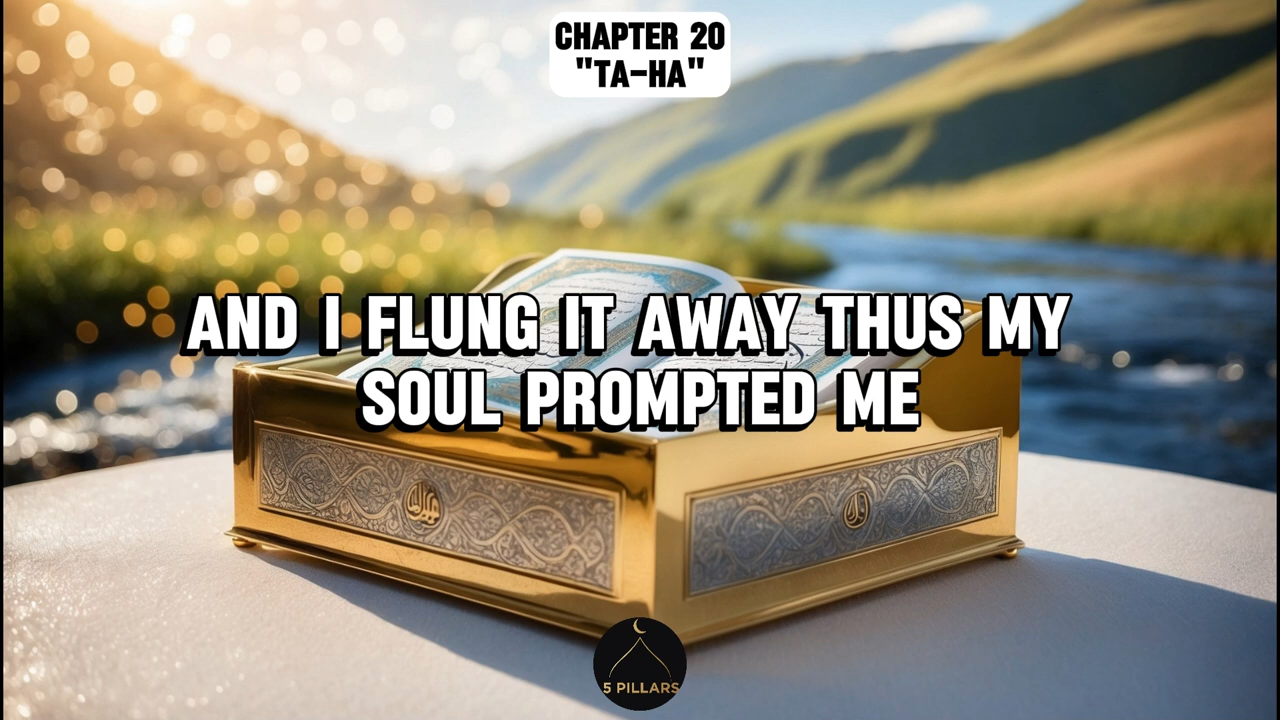 CHAPTER 20
"TA-HA"
AND I FLUNG IT AWAY THUS MY
SOUL PROMPTED ME
5 PILLARS